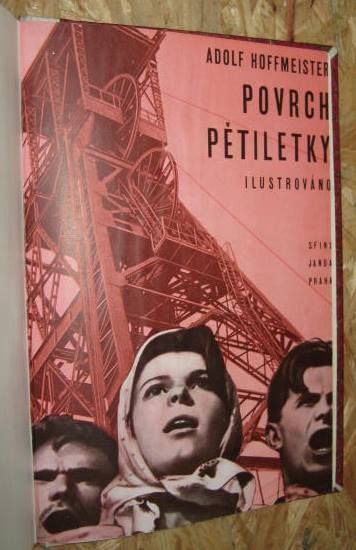 ADOLF HOFFMEISTER
POVRCH
PĚTILETKY
ILUSTROVÁNO
SFINX
JANDA
PRAHA